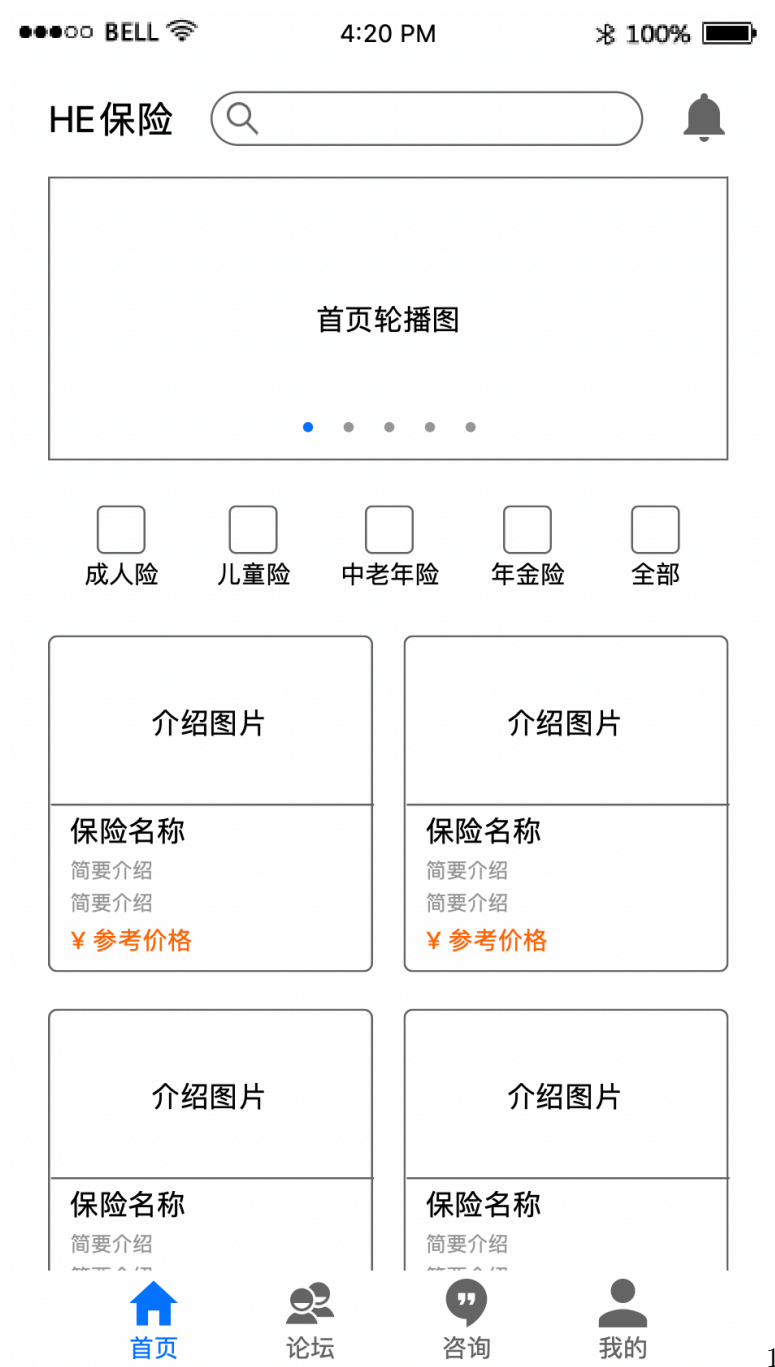 BELL 4:20 PM 100%
HE保险
首页轮播图
成人险 儿童险 中老年险 年金险 全部
介绍图片 介绍图片
保险名称 保险名称
简要介绍 简要介绍
简要介绍 简要介绍
¥ 参考价格 ¥ 参考价格
介绍图片 介绍图片
保险名称 保险名称
简要介绍 简要介绍
首页 论坛 咨询 我的
1